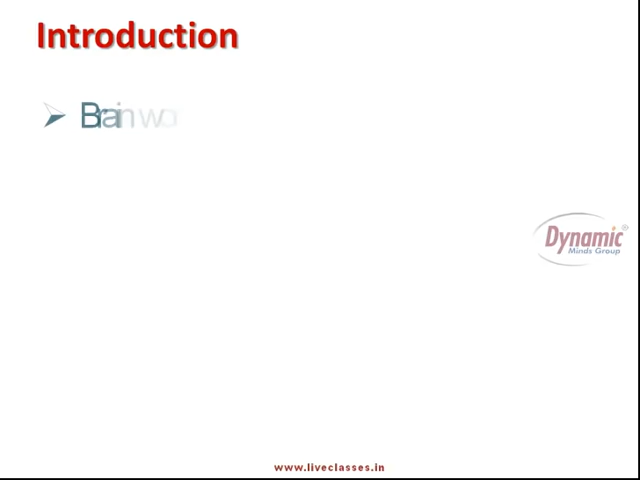 Introduction
Brain
Dynamic®
Minds Group
www.liveclasses.in